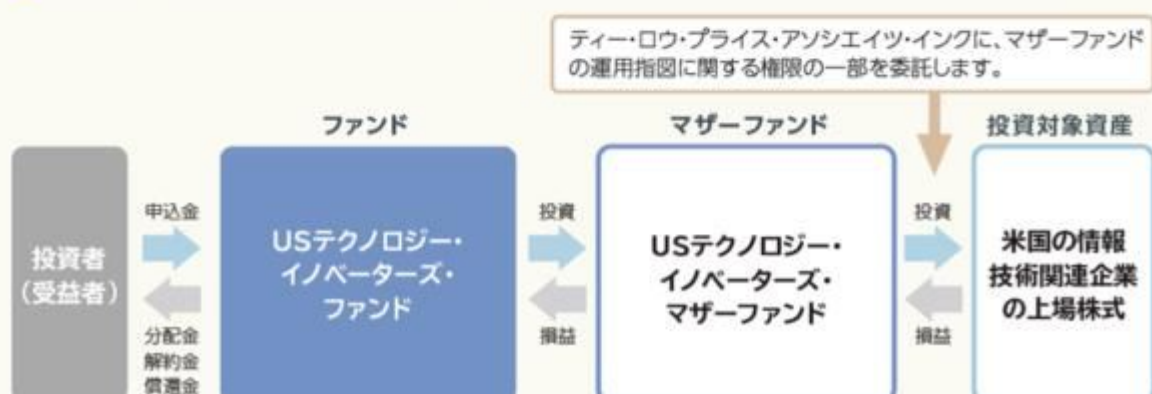 ティー・ロウ・プライス・アソシエイツ・インクに、マザーファンド
の運用指図に関する権限の一部を委託します。
ファンド
マザーファンド
投資対象資産
投資者
(受益者)
申込金
分配金
解約金
償還金
USテクノロジー・
イノベーターズ・
ファンド
投資
損益
USテクノロジー・
イノベーターズ・
マザーファンド
投資
損益
米国の情報
技術関連企業
の上場株式